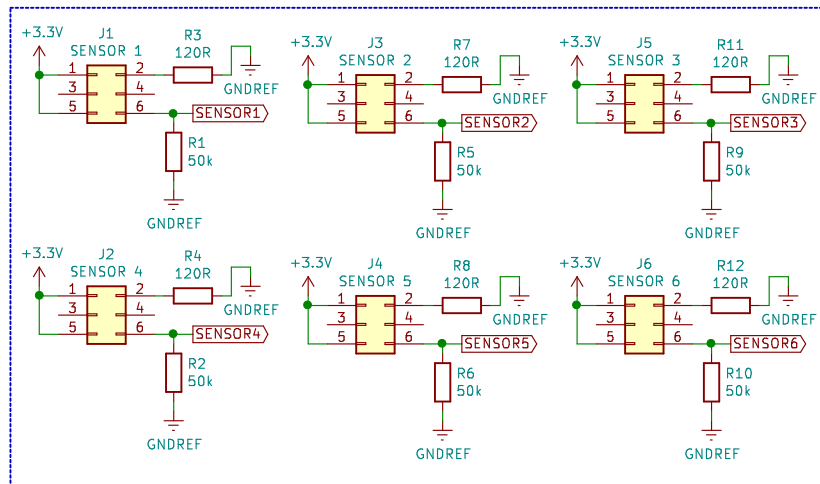 +3.3V
J1
SENSOR 1
R3
120R
1
2
3
4
5
6
GNDREF
SENSOR1
R1
50k
GNDREF
+3.3V
J3
SENSOR 2
R7
120R
1
2
3
4
5
6
GNDREF
SENSOR2
R5
50k
GNDREF
+3.3V
J5
SENSOR 3
R11
120R
1
2
3
4
5
6
GNDREF
SENSOR3
R9
50k
GNDREF
+3.3V
J2
SENSOR 4
R4
120R
1
2
3
4
5
6
GNDREF
SENSOR4
R2
50k
GNDREF
+3.3V
J4
SENSOR 5
R8
120R
1
2
3
4
5
6
GNDREF
SENSOR5
R6
50k
GNDREF
+3.3V
J6
SENSOR 6
R12
120R
1
2
3
4
5
6
GNDREF
SENSOR6
R10
50k
GNDREF